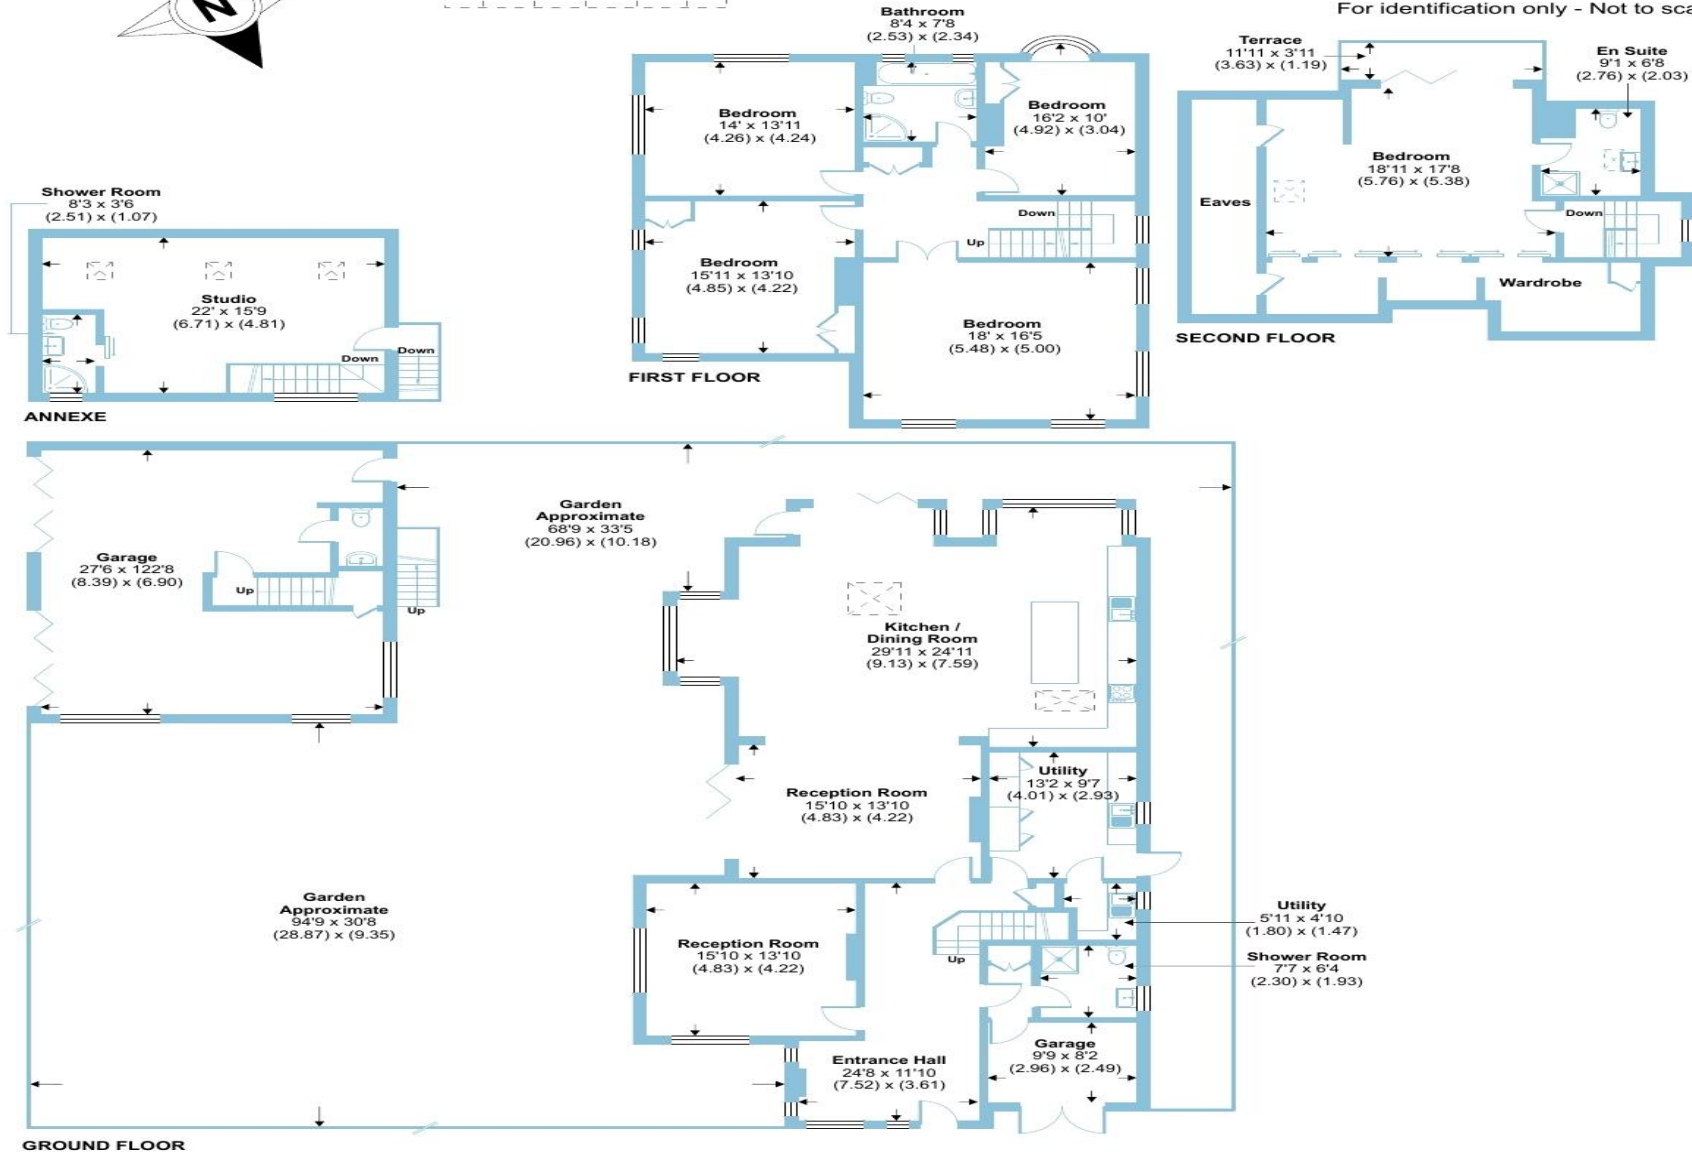 N
For identification only - Not to sca
Bathroom
8'4 x 7'8
(2.53) x (2.34)
Terrace
11'11 x 3'11
(3.63) x (1.19)
En Suite
9'1 x 6'8
(2.76) x (2.03)
Bedroom
14' x 13'11
(4.26) x (4.24)
Bedroom
16'2 x 10'
(4.92) x (3.04)
Bedroom
18'11 x 17'8
(5.76) x (5.38)
Eaves
Down
Wardrobe
SECOND FLOOR
Down
Up
Bedroom
15'11 x 13'10
(4.85) x (4.22)
Bedroom
18' x 16'5
(5.48) x (5.00)
FIRST FLOOR
Shower Room
8'3 x 3'6
(2.51) x (1.07)
Studio
22' x 15'9
(6.71) x (4.81)
Down
Down
ANNEXE
Garden
Approximate
68'9 x 33'5
(20.96) x (10.18)
Garage
27'6 x 122'8
(8.39) x (6.90)
Up
Up
Kitchen /
Dining Room
29'11 x 24'11
(9.13) x (7.59)
Utility
13'2 x 9'7
(4.01) x (2.93)
Reception Room
15'10 x 13'10
(4.83) x (4.22)
Garden
Approximate
94'9 x 30'8
(28.87) x (9.35)
Reception Room
15'10 x 13'10
(4.83) x (4.22)
Up
Utility
5'11 x 4'10
(1.80) x (1.47)
Shower Room
7'7 x 6'4
(2.30) x (1.93)
Garage
9'9 x 8'2
(2.96) x (2.49)
Entrance Hall
24'8 x 11'10
(7.52) x (3.61)
GROUND FLOOR